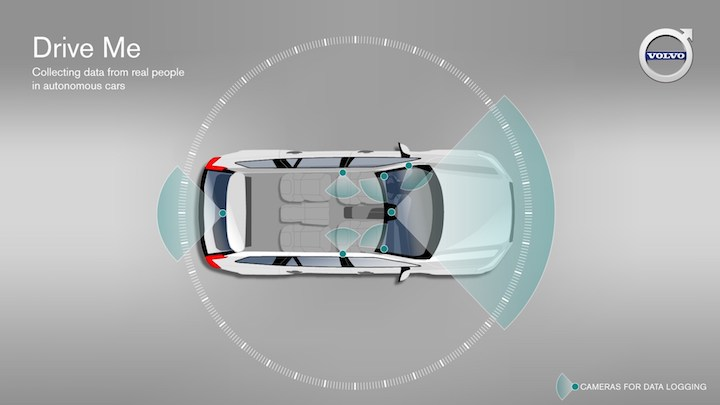 Drive Me
Collecting data from real people
in autonomous cars
VOLVO
CAMERAS FOR DATA LOGGING